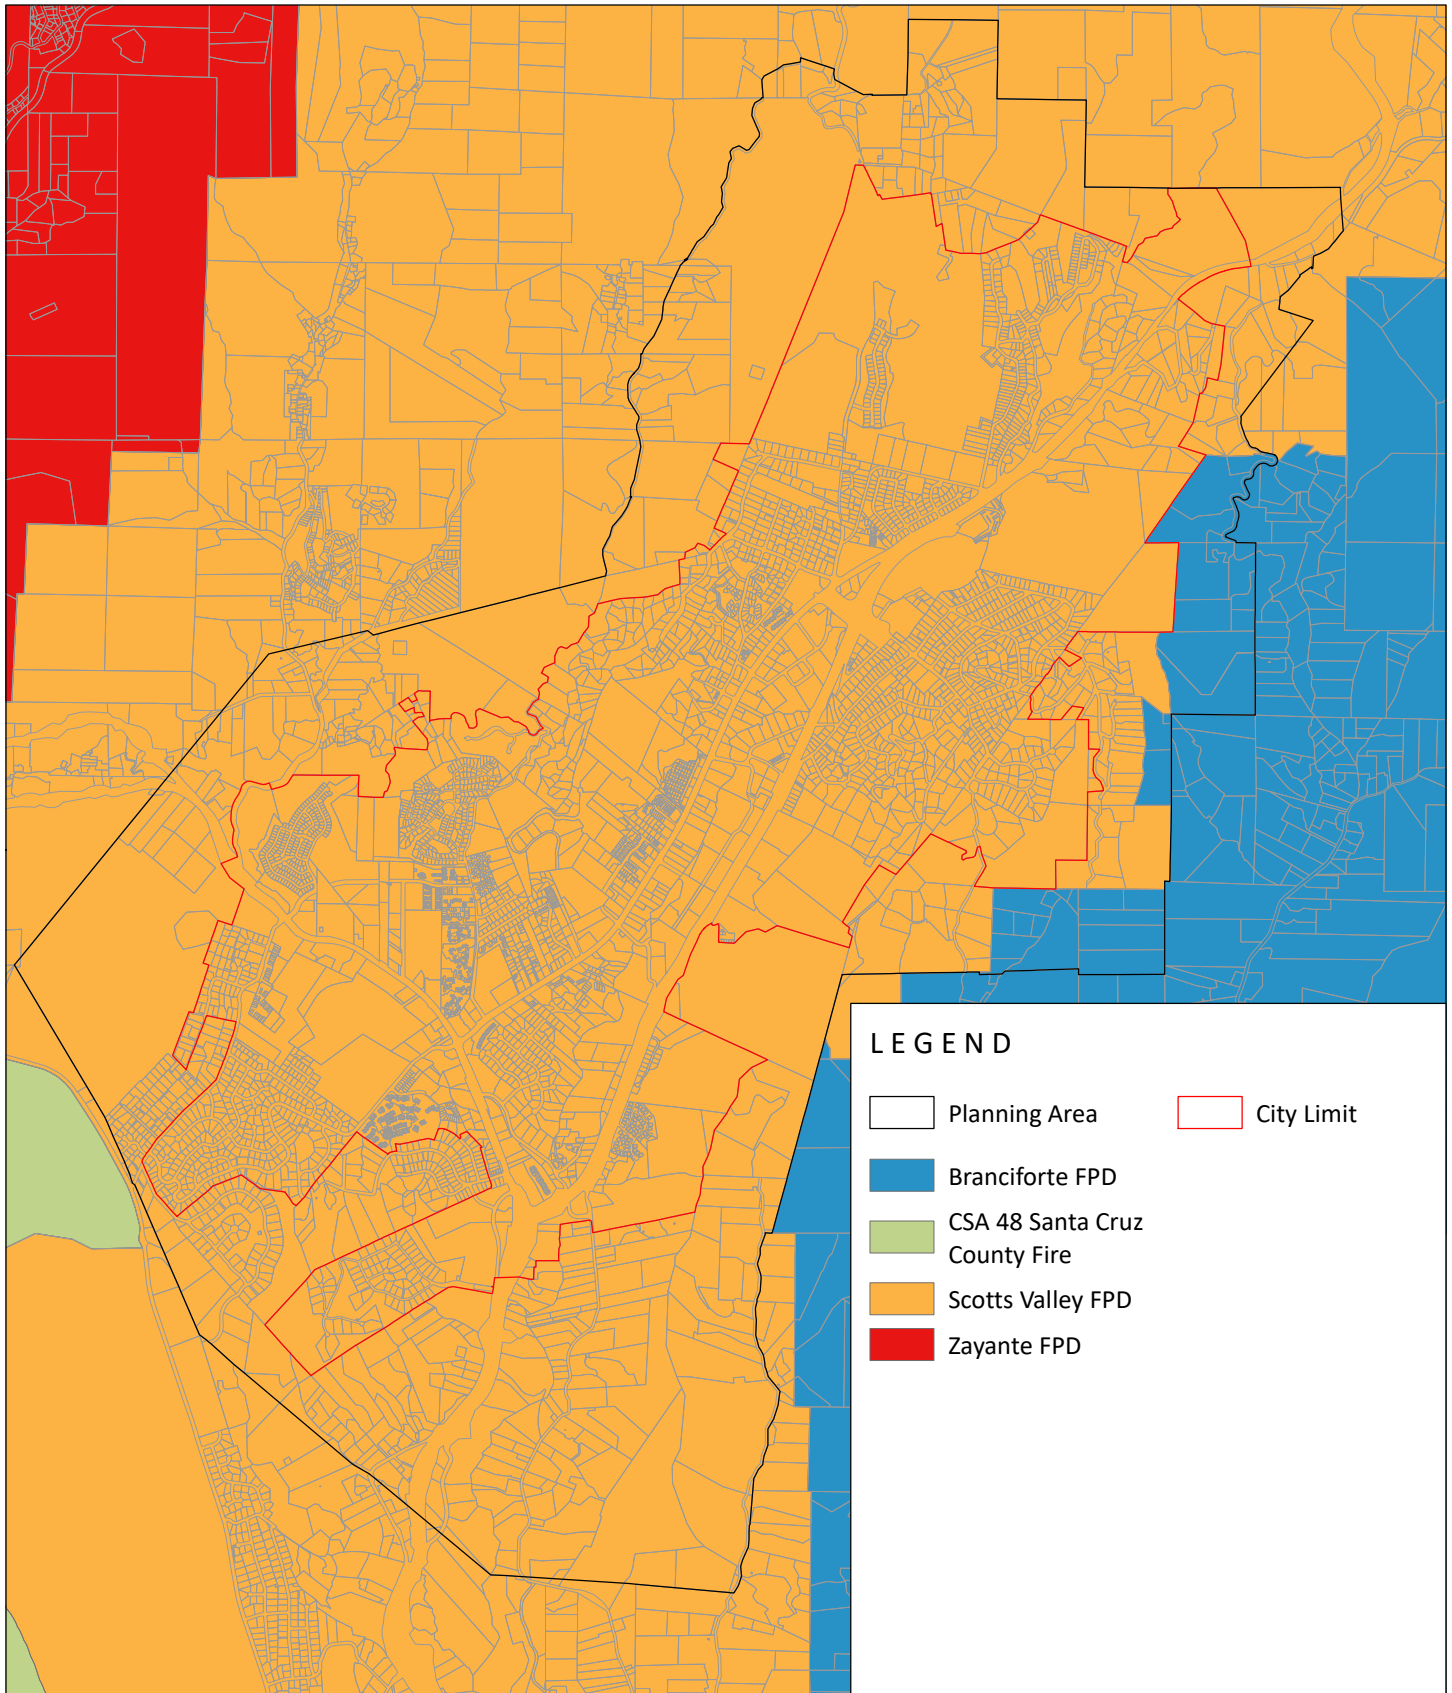 LEGEND
Planning Area
City Limit
Branciforte FPD
CSA 48 Santa Cruz
County Fire
Scotts Valley FPD
Zayante FPD